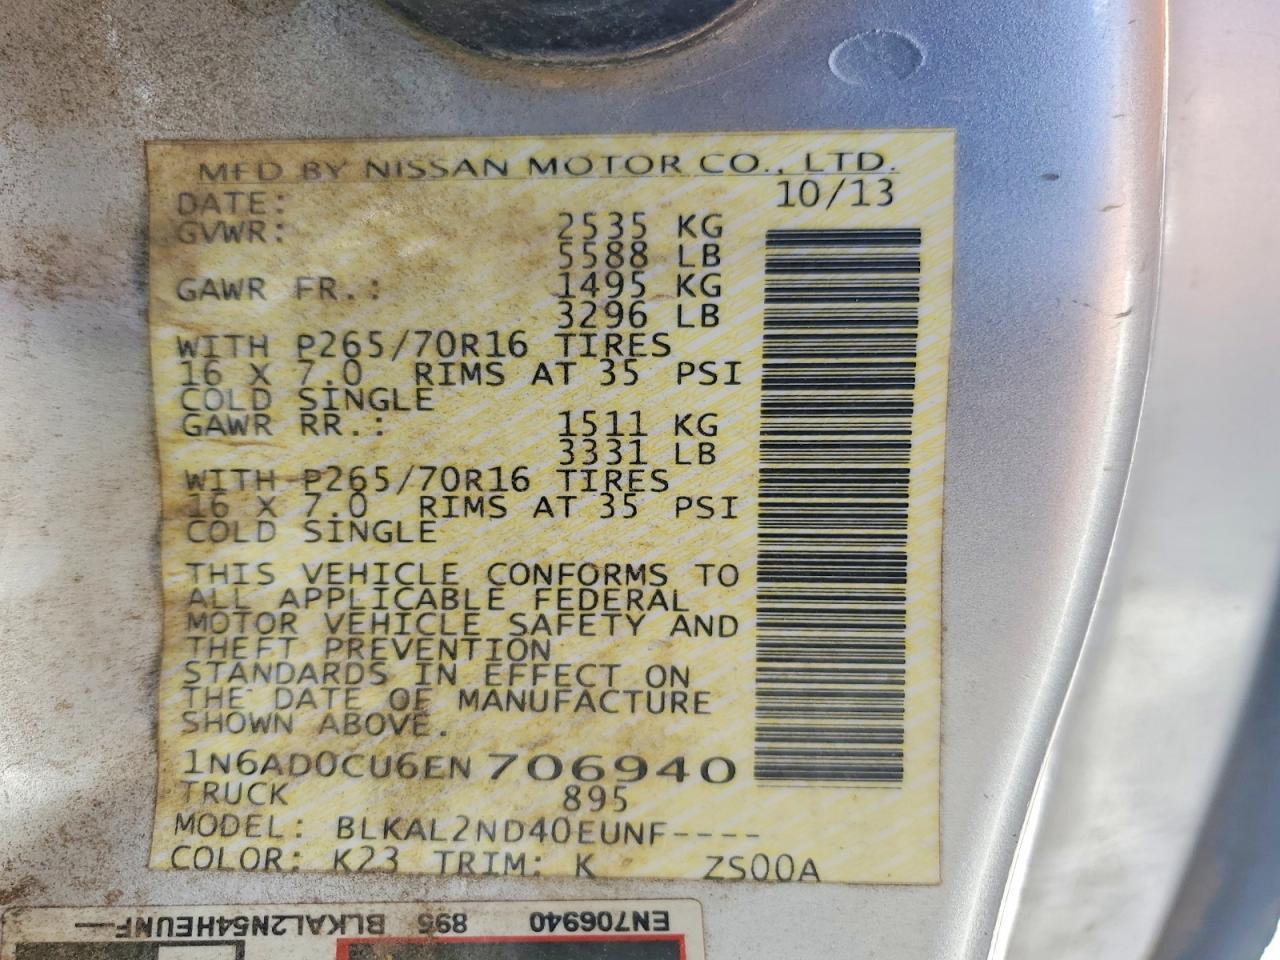 MFD BY NISSAN MOTOR CO., LTD.
DATE: 10/13
GVWR: 2535 KG
5588 LB
GAWR FR.: 1495 KG
3296 LB
WITH P265/70R16 TIRES
16 X 7.0 RIMS AT 35 PSI
COLD SINGLE
GAWR RR.: 1511 KG
3331 LB
WITH P265/70R16 TIRES
16 X 7.0 RIMS AT 35 PSI
COLD SINGLE
THIS VEHICLE CONFORMS TO
ALL APPLICABLE FEDERAL
MOTOR VEHICLE SAFETY AND
THEFT PREVENTION
STANDARDS IN EFFECT ON
THE DATE OF MANUFACTURE
SHOWN ABOVE.
1N6AD0CU6EN706940
TRUCK 895
MODEL: BLKAL2ND40EUNF----
COLOR: K23 TRIM: K ZS00A
EN706940 895 BLKAL2N54HEUNF—